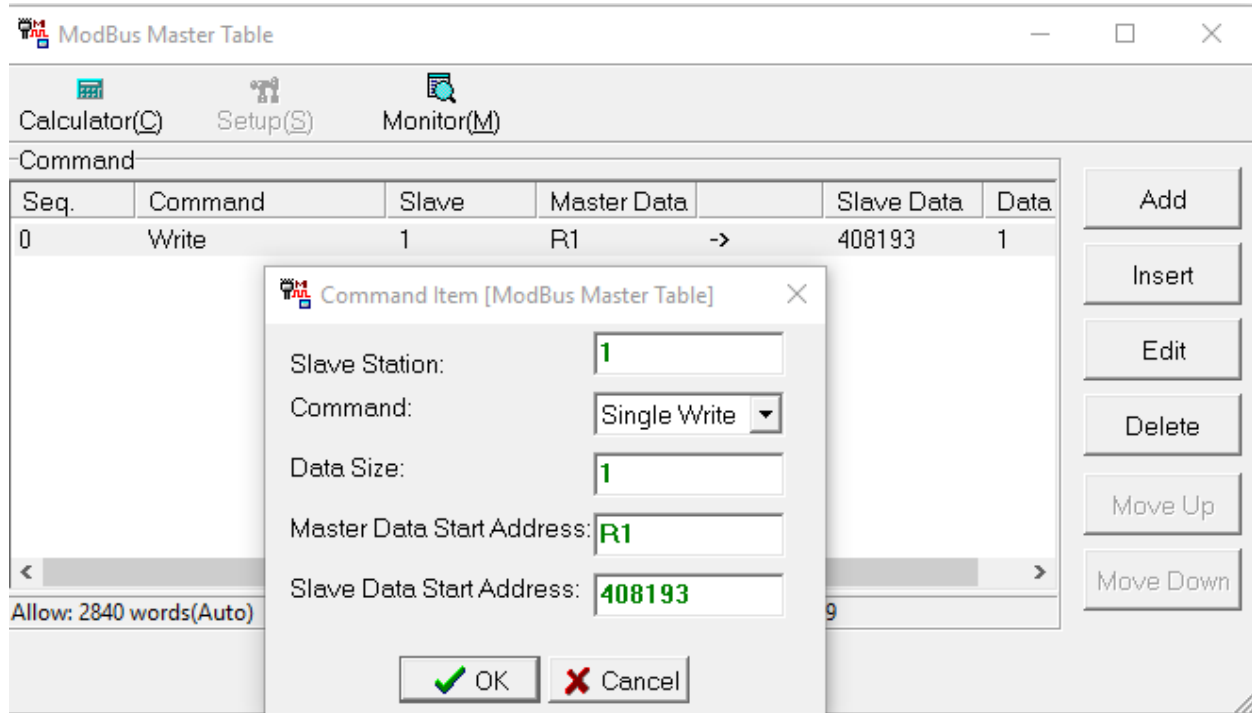 ModBus Master Table
Calculator(C) Setup(S) Monitor(M)
Command
Seq. Command Slave Master Data Slave Data Data
0 Write 1 R1 -> 408193 1
Add
Insert
Edit
Delete
Move Up
Move Down
Command Item [ModBus Master Table]
Slave Station: 1
Command: Single Write
Data Size: 1
Master Data Start Address: R1
Slave Data Start Address: 408193
OK Cancel
Allow: 2840 words(Auto) 9